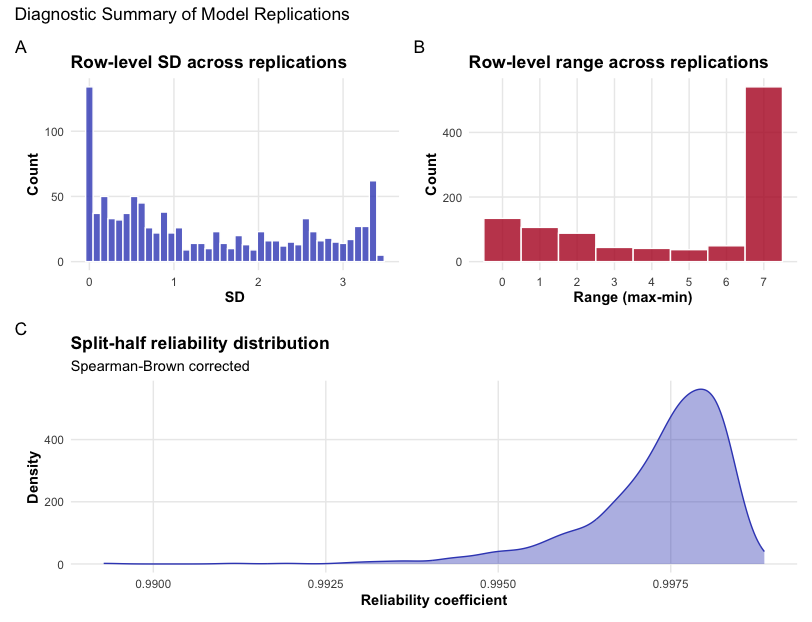 Diagnostic Summary of Model Replications
A
Row-level SD across replications
Count
100
50
0
0 1 2 3
SD
B
Row-level range across replications
Count
400
200
0
0 1 2 3 4 5 6 7
Range (max-min)
C
Split-half reliability distribution
Spearman-Brown corrected
Density
400
200
0
0.9900 0.9925 0.9950 0.9975
Reliability coefficient